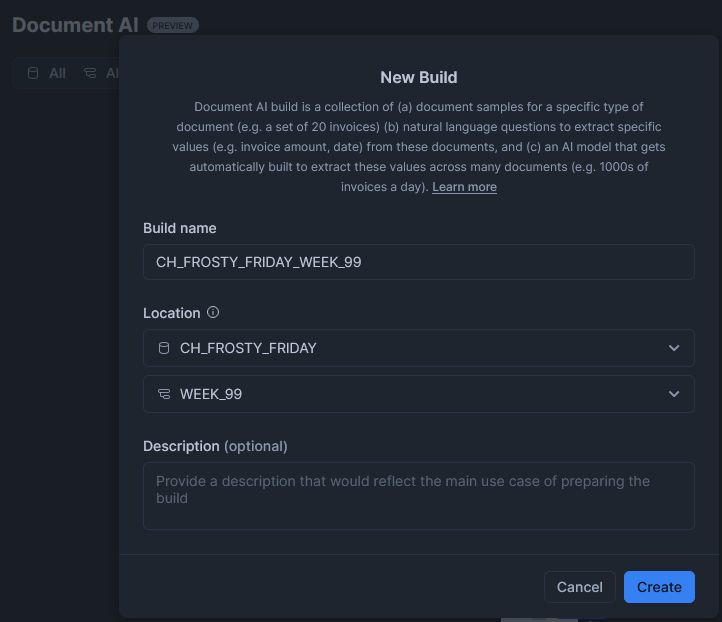 Document AI PREVIEW
All Al
New Build
Document AI build is a collection of (a) document samples for a specific type of
document (e.g. a set of 20 invoices) (b) natural language questions to extract specific
values (e.g. invoice amount, date) from these documents, and (c) an AI model that gets
automatically built to extract these values across many documents (e.g. 1000s of
invoices a day). Learn more
Build name
CH_FROSTY_FRIDAY_WEEK_99
Location
CH_FROSTY_FRIDAY
WEEK_99
Description (optional)
Provide a description that would reflect the main use case of preparing the
build
Cancel Create